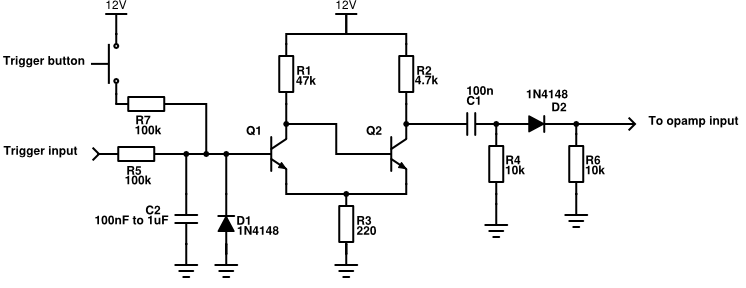 12V
12V
Trigger button
R1
47k
R2
4.7k
100n
C1
1N4148
D2
R7
100k
To opamp input
Q1
Q2
Trigger input
R5
100k
R4
10k
R6
10k
C2
100nF to 1uF
D1
1N4148
R3
220